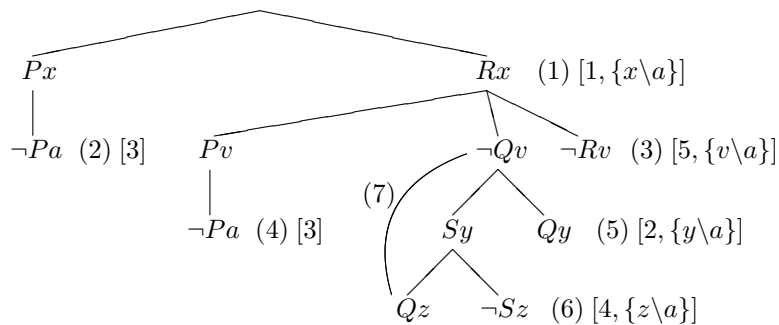 Px Rx (1) [1, {x\a}]
¬Pa (2) [3] Pv ¬Qv ¬Rv (3) [5, {v\a}]
(7)
¬Pa (4) [3] Sy Qy (5) [2, {y\a}]
Qz ¬Sz (6) [4, {z\a}]